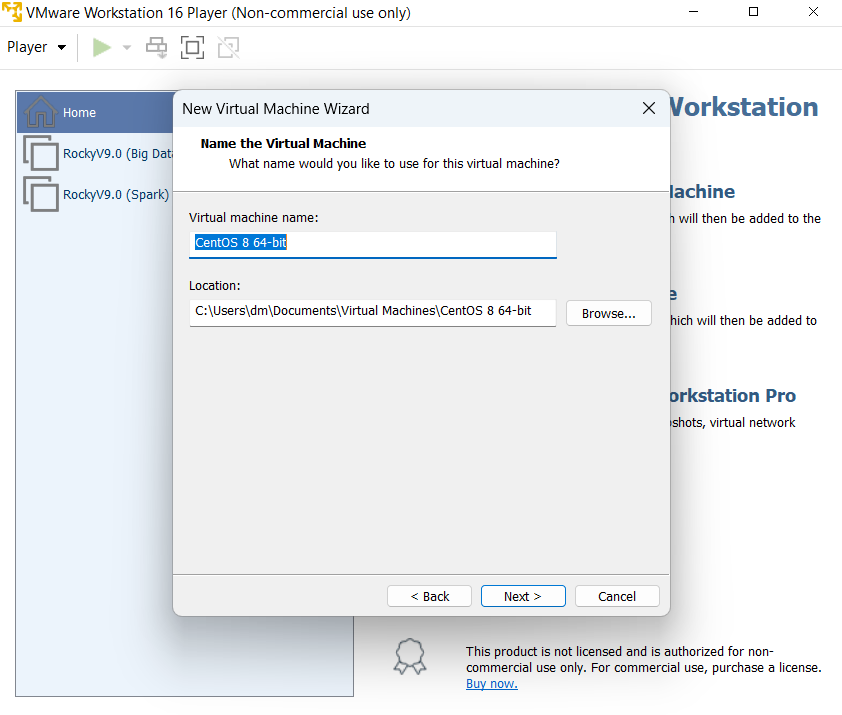 VMware Workstation 16 Player (Non-commercial use only)
Player
Home
RockyV9.0 (Big Data
RockyV9.0 (Spark)
New Virtual Machine Wizard
Name the Virtual Machine
What name would you like to use for this virtual machine?
Virtual machine name:
CentOS 8 64-bit
Location:
C:\Users\dm\Documents\Virtual Machines\CentOS 8 64-bit
Browse...
< Back
Next >
Cancel
Workstation
Machine
will then be added to the
which will then be added to
Workstation Pro
shots, virtual network
This product is not licensed and is authorized for non-
commercial use only. For commercial use, purchase a license.
Buy now.